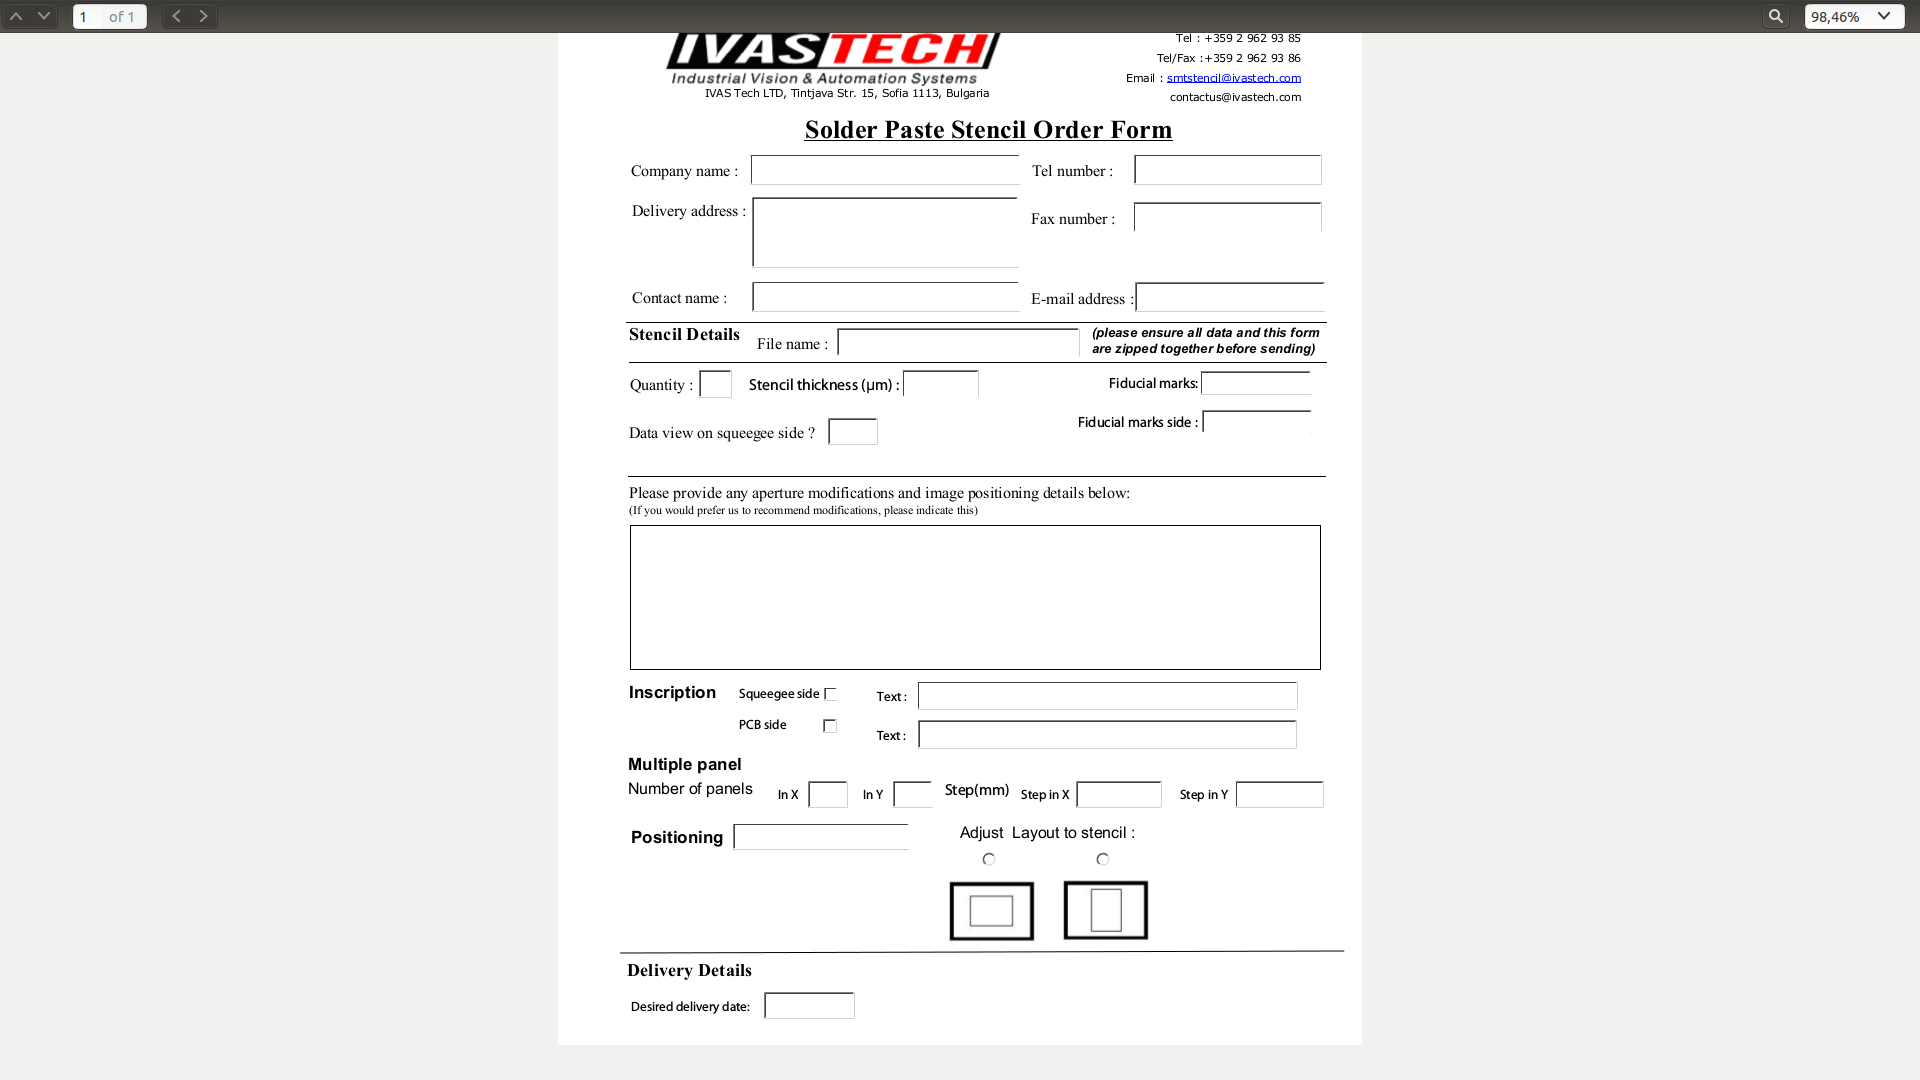 1 of 1
98,46%
IVASTECH
Industrial Vision & Automation Systems
IVAS Tech LTD, Tintjava Str. 15, Sofia 1113, Bulgaria
Tel : +359 2 962 93 85
Tel/Fax :+359 2 962 93 86
Email : smtstencil@ivastech.com
contactus@ivastech.com
Solder Paste Stencil Order Form
Company name :
Tel number :
Delivery address :
Fax number :
Contact name :
E-mail address :
Stencil Details
File name :
(please ensure all data and this form
are zipped together before sending)
Quantity :
Stencil thickness (µm) :
Fiducial marks:
Fiducial marks side :
Data view on squeegee side ?
Please provide any aperture modifications and image positioning details below:
(If you would prefer us to recommend modifications, please indicate this)
Inscription
Squeegee side
Text :
PCB side
Text :
Multiple panel
Number of panels
In X
In Y
Step(mm)
Step in X
Step in Y
Positioning
Adjust Layout to stencil :
Delivery Details
Desired delivery date: